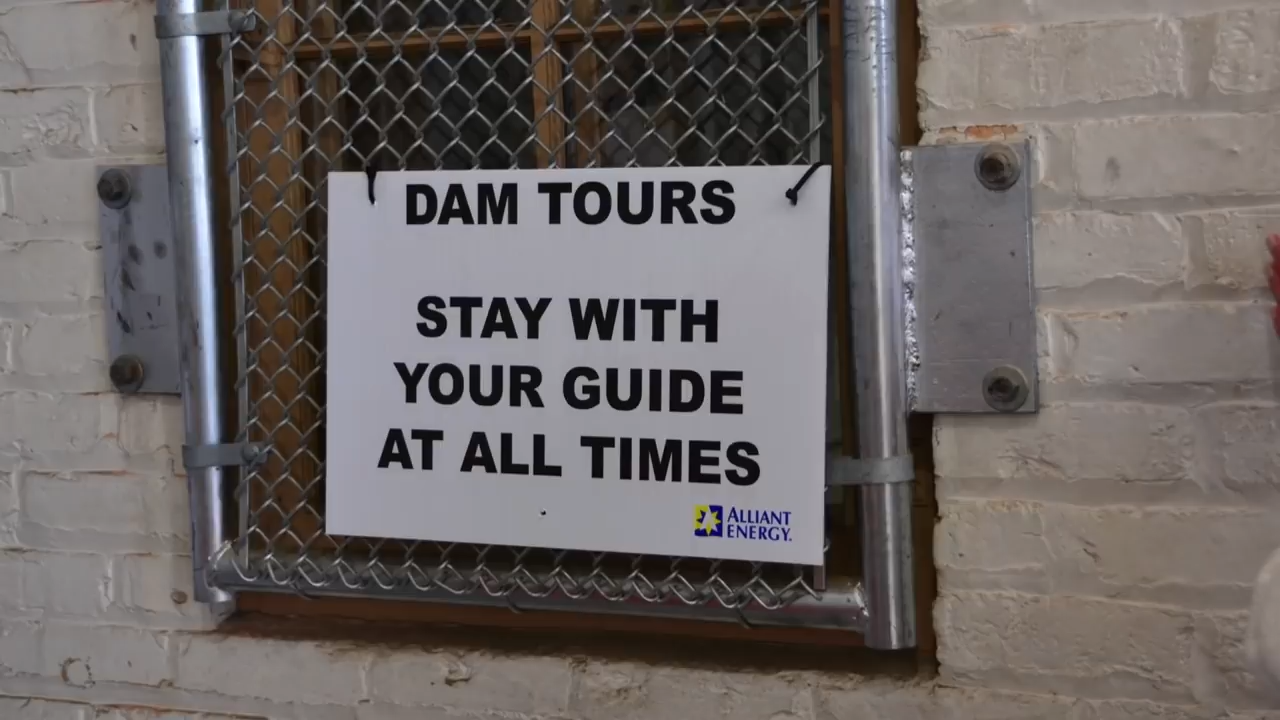 DAM TOURS
STAY WITH
YOUR GUIDE
AT ALL TIMES
ALLIANT
ENERGY.